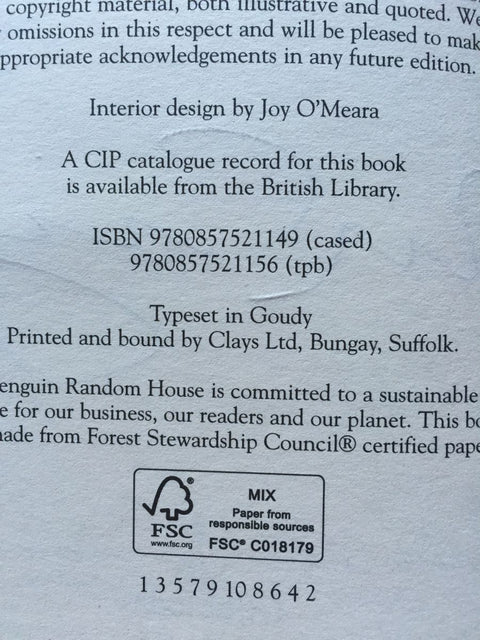 copyright material, both illustrative and quoted. We
omissions in this respect and will be pleased to mak
ppropriate acknowledgements in any future edition.
Interior design by Joy O'Meara
A CIP catalogue record for this book
is available from the British Library.
ISBN 9780857521149 (cased)
9780857521156 (tpb)
Typeset in Goudy
Printed and bound by Clays Ltd, Bungay, Suffolk.
enguin Random House is committed to a sustainable
e for our business, our readers and our planet. This bo
nade from Forest Stewardship Council® certified pape
MIX
Paper from
responsible sources
FSC® C018179
®
FSC
www.fsc.org
1 3 5 7 9 10 8 6 4 2